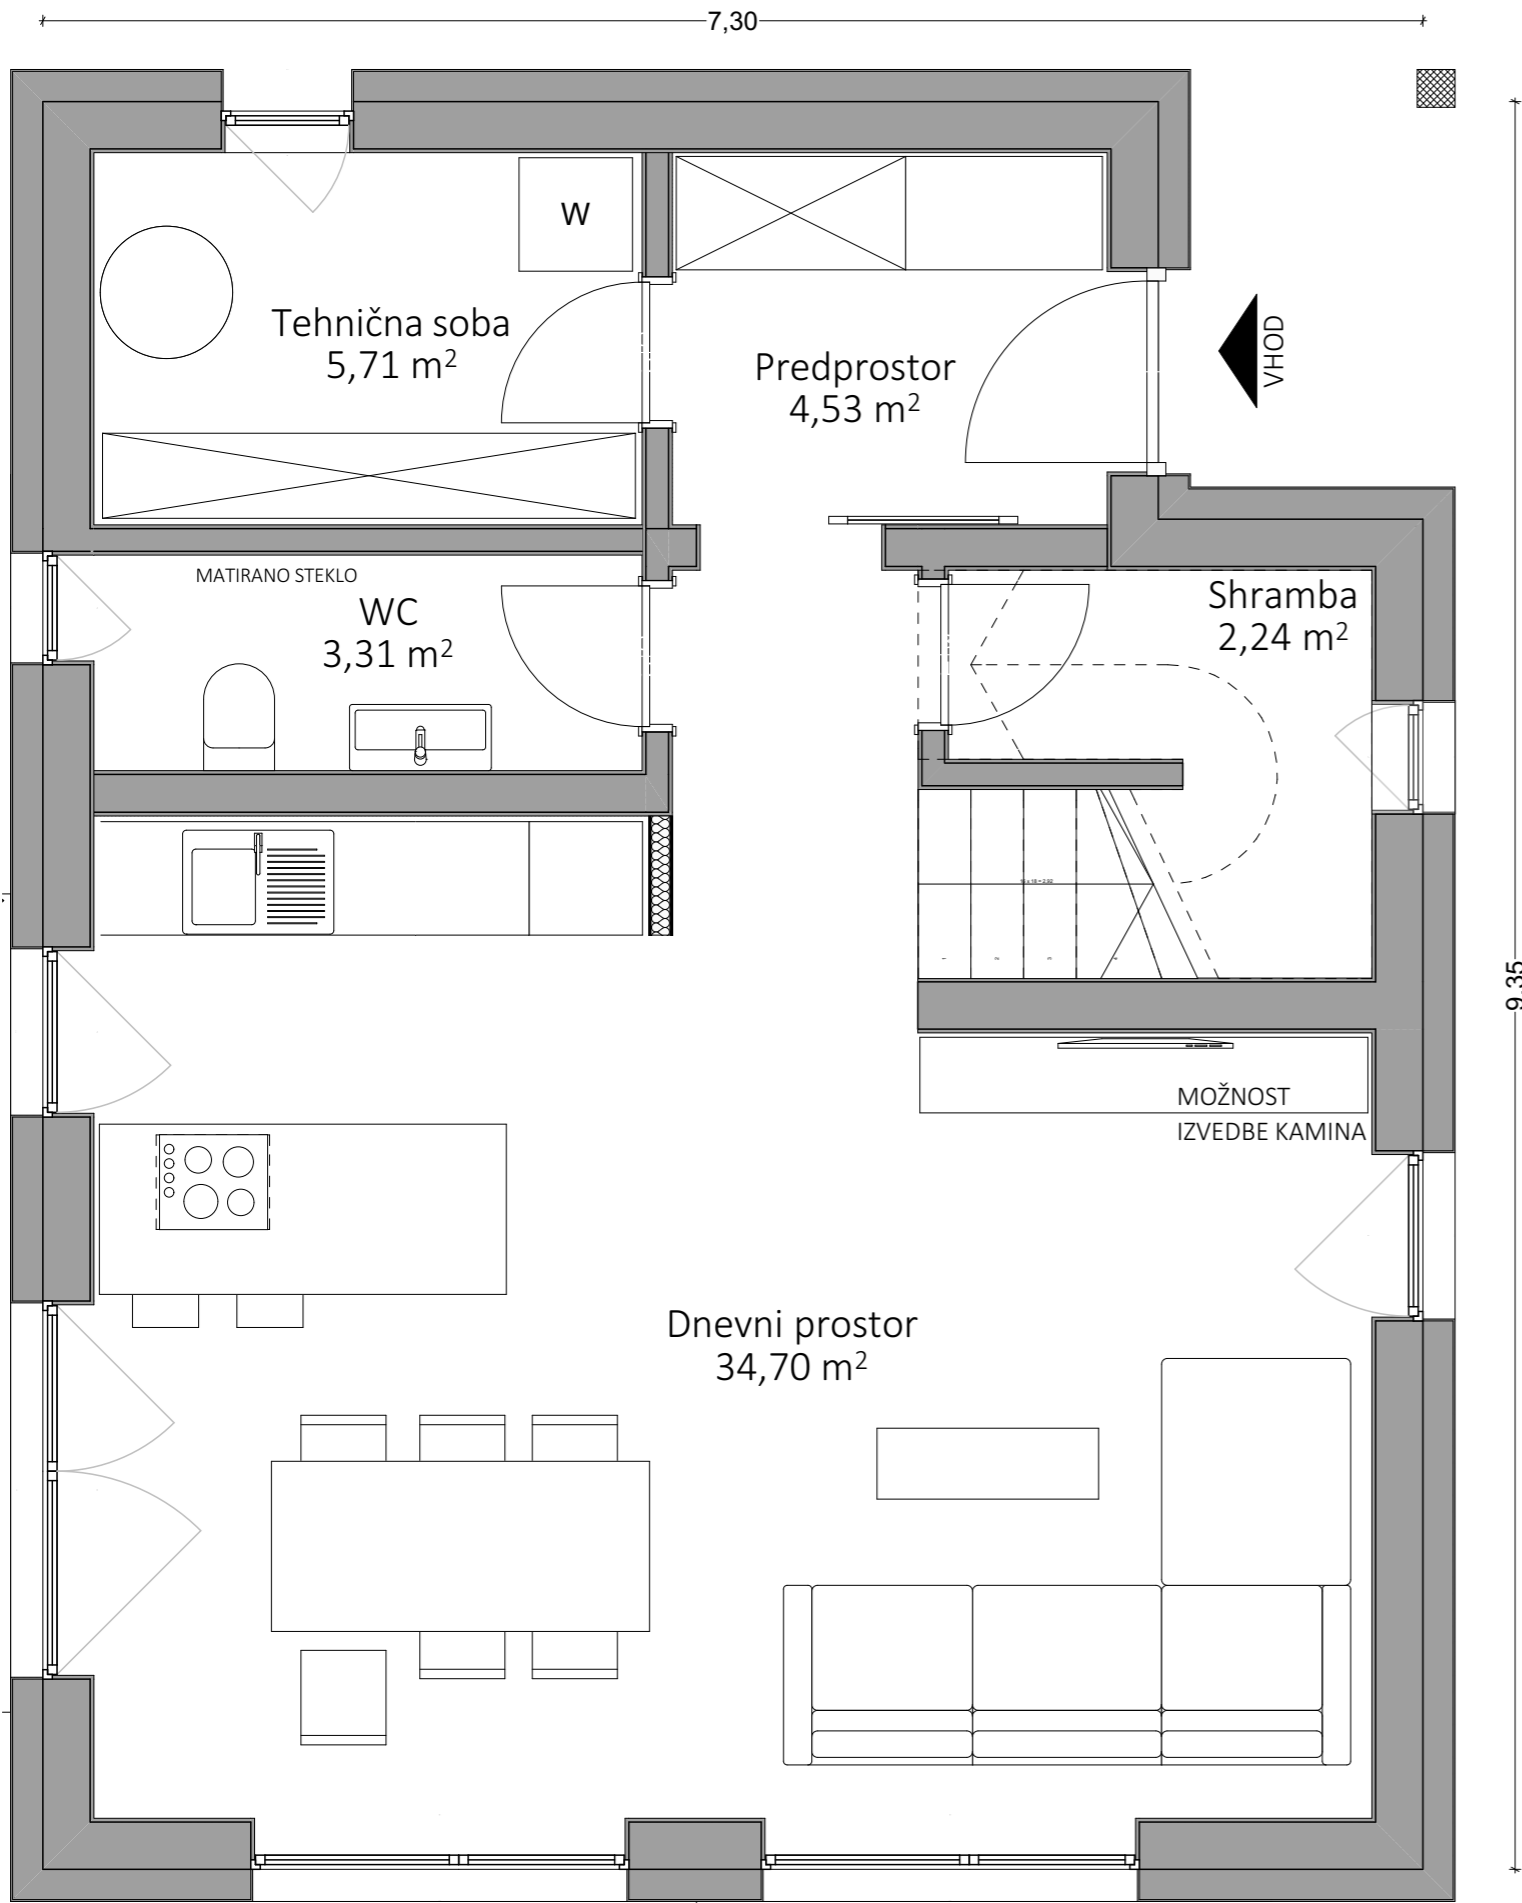 7,30
W
Tehnična soba
5,71 m²
Predprostor
4,53 m²
VHOD
MATIRANO STEKLO
WC
3,31 m²
Shramba
2,24 m²
9,35
MOŽNOST
IZVEDBE KAMINA
Dnevni prostor
34,70 m²